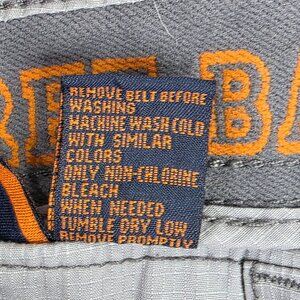 REMOVE BELT BEFORE
WASHING
MACHINE WASH COLD
WITH SIMILAR
COLORS
ONLY NON-CHLORINE
BLEACH
WHEN NEEDED
TUMBLE DRY LOW
REMOVE PROMPTLY